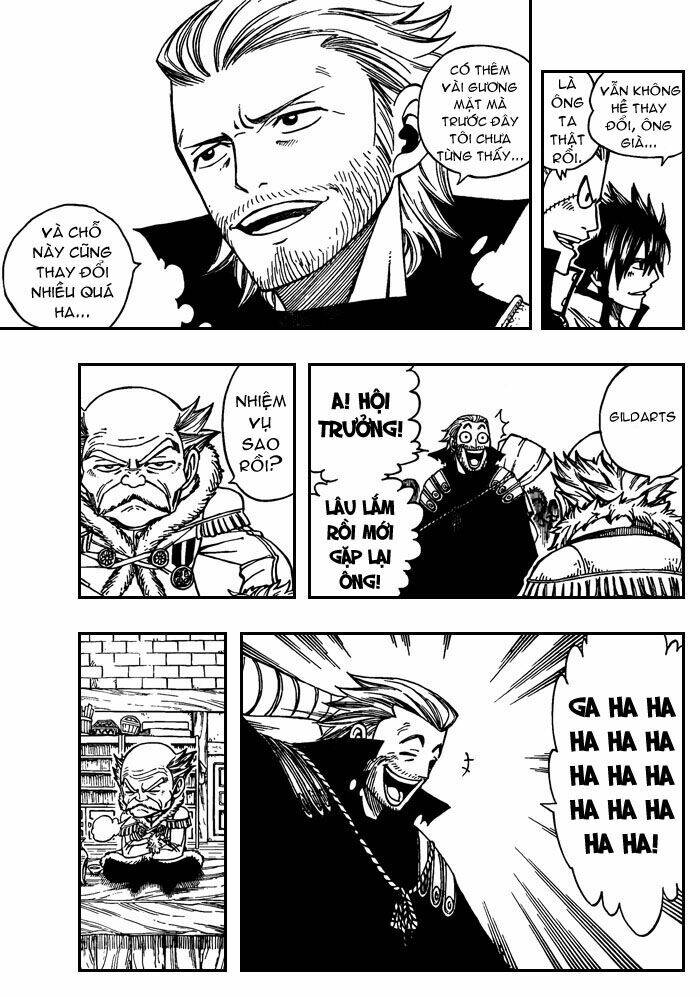 VẪN KHÔNG
HỀ THAY
ĐỔI, ÔNG
GIÀ...
LÀ
ÔNG
TA
THẬT
RỒI.
CÓ THÊM
VÀI GƯƠNG
MẶT MÀ
TRƯỚC ĐÂY
TÔI CHƯA
TỪNG THẤY...
VÀ CHỖ
NÀY CŨNG
THAY ĐỔI
NHIỀU QUÁ
HA...
GILDARTS
A! HỘI
TRƯỞNG!
LÂU LẮM
RỒI MỚI
GẶP LẠI
ÔNG!
NHIỆM
VỤ
SAO
RỒI?
GA HA HA
HA HA HA
HA HA HA
HA HA HA
HA HA!